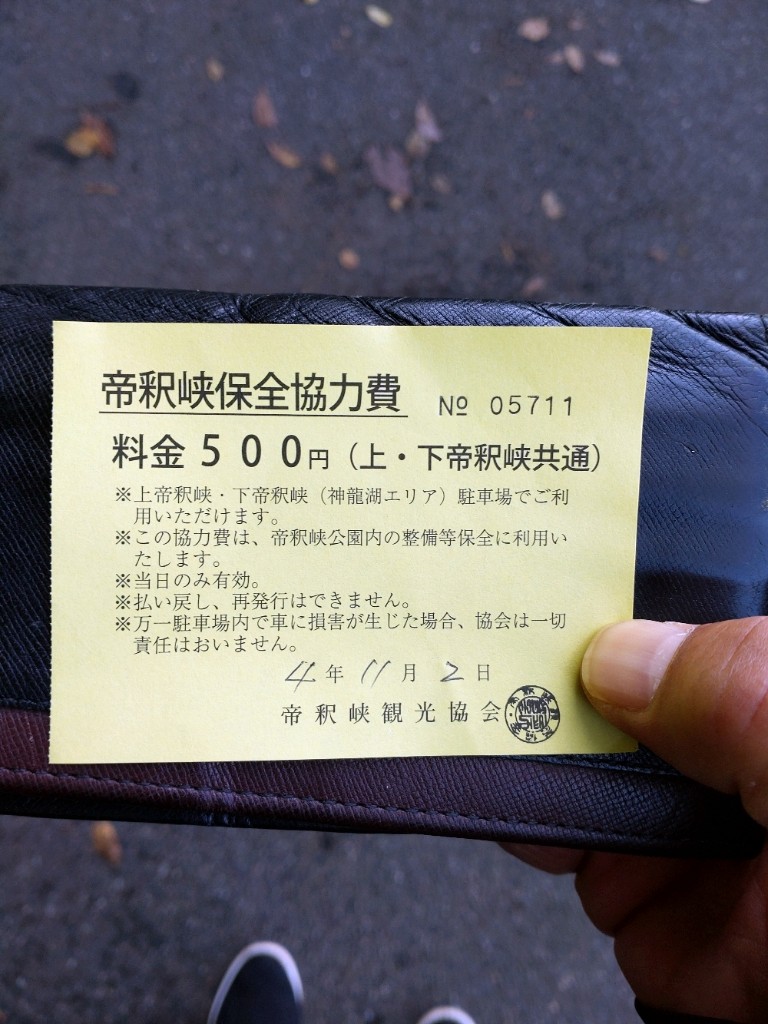 帝釈峡保全協力費 № 05711
料金500円（上・下帝釈峡共通）
※上帝釈峡・下帝釈峡（神龍湖エリア）駐車場でご利
用いただけます。
※この協力費は、帝釈峡公園内の整備等保全に利用い
たします。
※当日のみ有効。
※払い戻し、再発行はできません。
※万一駐車場内で車に損害が生じた場合、協会は一切
責任はおいません。
4年11月2日
帝釈峡観光協会